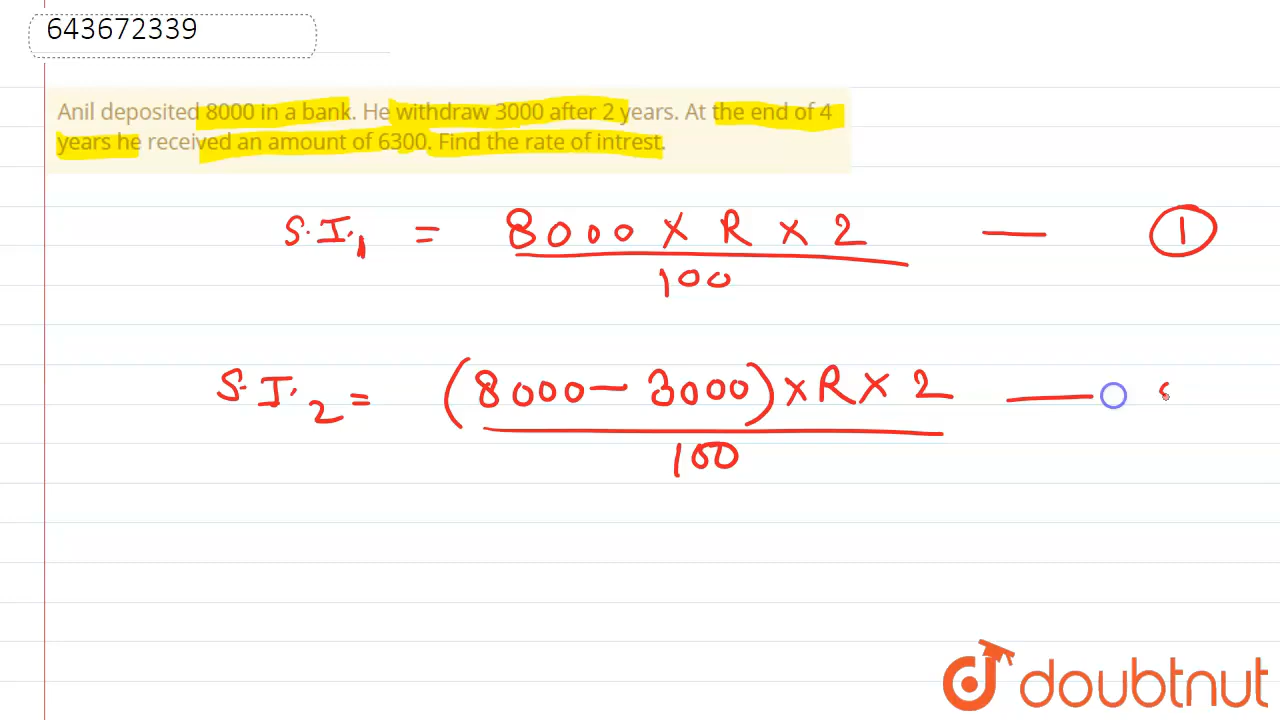 643672339
Anil deposited 8000 in a bank. He withdraw 3000 after 2 years. At the end of 4
years he received an amount of 6300. Find the rate of intrest.
S.I.1 = 8000 × R × 2 — 1
100
S.I.2 = (8000 - 3000) × R × 2 —
100
doubtnut